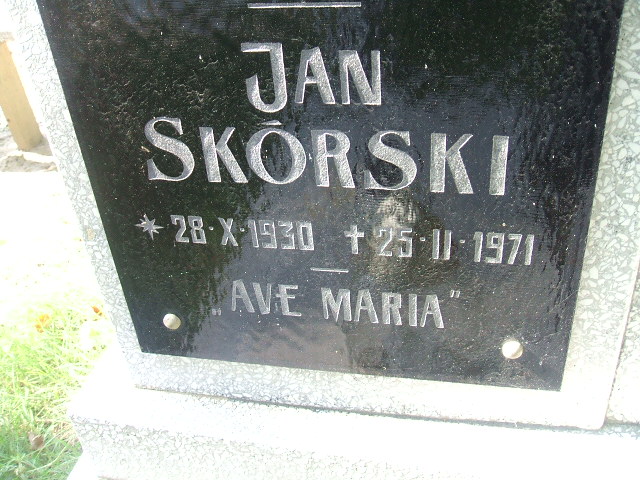 JAN
SKÓRSKI
* 28·X·1930 ✝ 25·II·1971
„AVE MARIA”